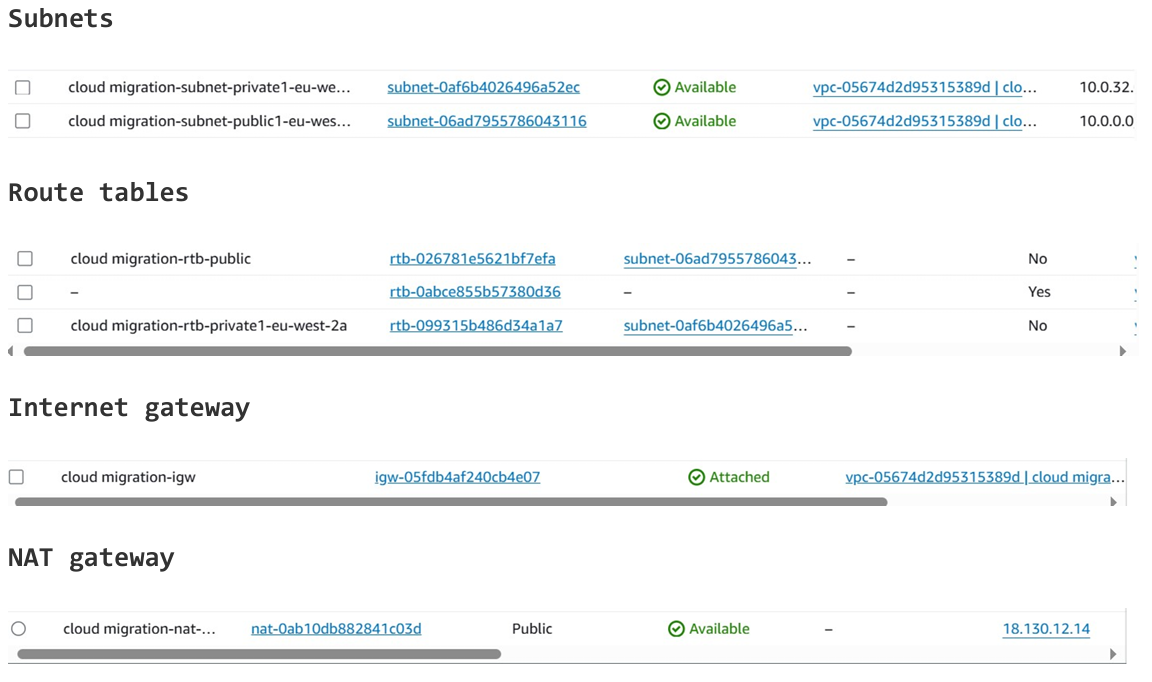 Subnets
cloud migration-subnet-private1-eu-we... subnet-0af6b4026496a52ec Available vpc-05674d2d95315389d | clo... 10.0.32.
cloud migration-subnet-public1-eu-wes... subnet-06ad7955786043116 Available vpc-05674d2d95315389d | clo... 10.0.0.0
Route tables
cloud migration-rtb-public rtb-026781e5621bf7efa subnet-06ad7955786043... – No
– rtb-0abce855b57380d36 – – Yes
cloud migration-rtb-private1-eu-west-2a rtb-099315b486d34a1a7 subnet-0af6b4026496a5... – No
Internet gateway
cloud migration-igw igw-05fdb4af240cb4e07 Attached vpc-05674d2d95315389d | cloud migra...
NAT gateway
cloud migration-nat-... nat-0ab10db882841c03d Public Available – 18.130.12.14